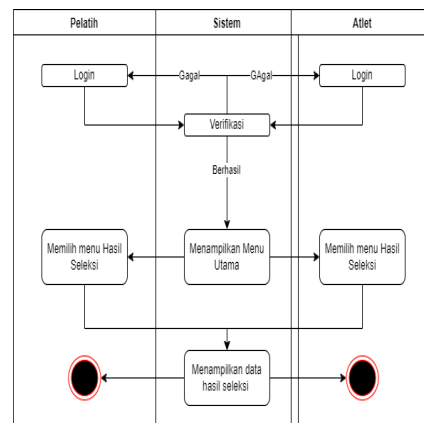 Pelatih
Sistem
Atlet
Login
Gagal
GAgal
Login
Verifikasi
Berhasil
Memilih menu Hasil
Seleksi
Menampilkan Menu
Utama
Memilih menu Hasil
Seleksi
Menampilkan data
hasil seleksi